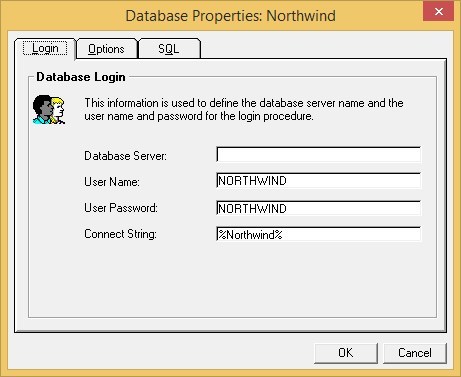 Database Properties: Northwind
Login Options SQL
Database Login
This information is used to define the database server name and the
user name and password for the login procedure.
Database Server:
User Name: NORTHWIND
User Password: NORTHWIND
Connect String: %Northwind%
OK Cancel